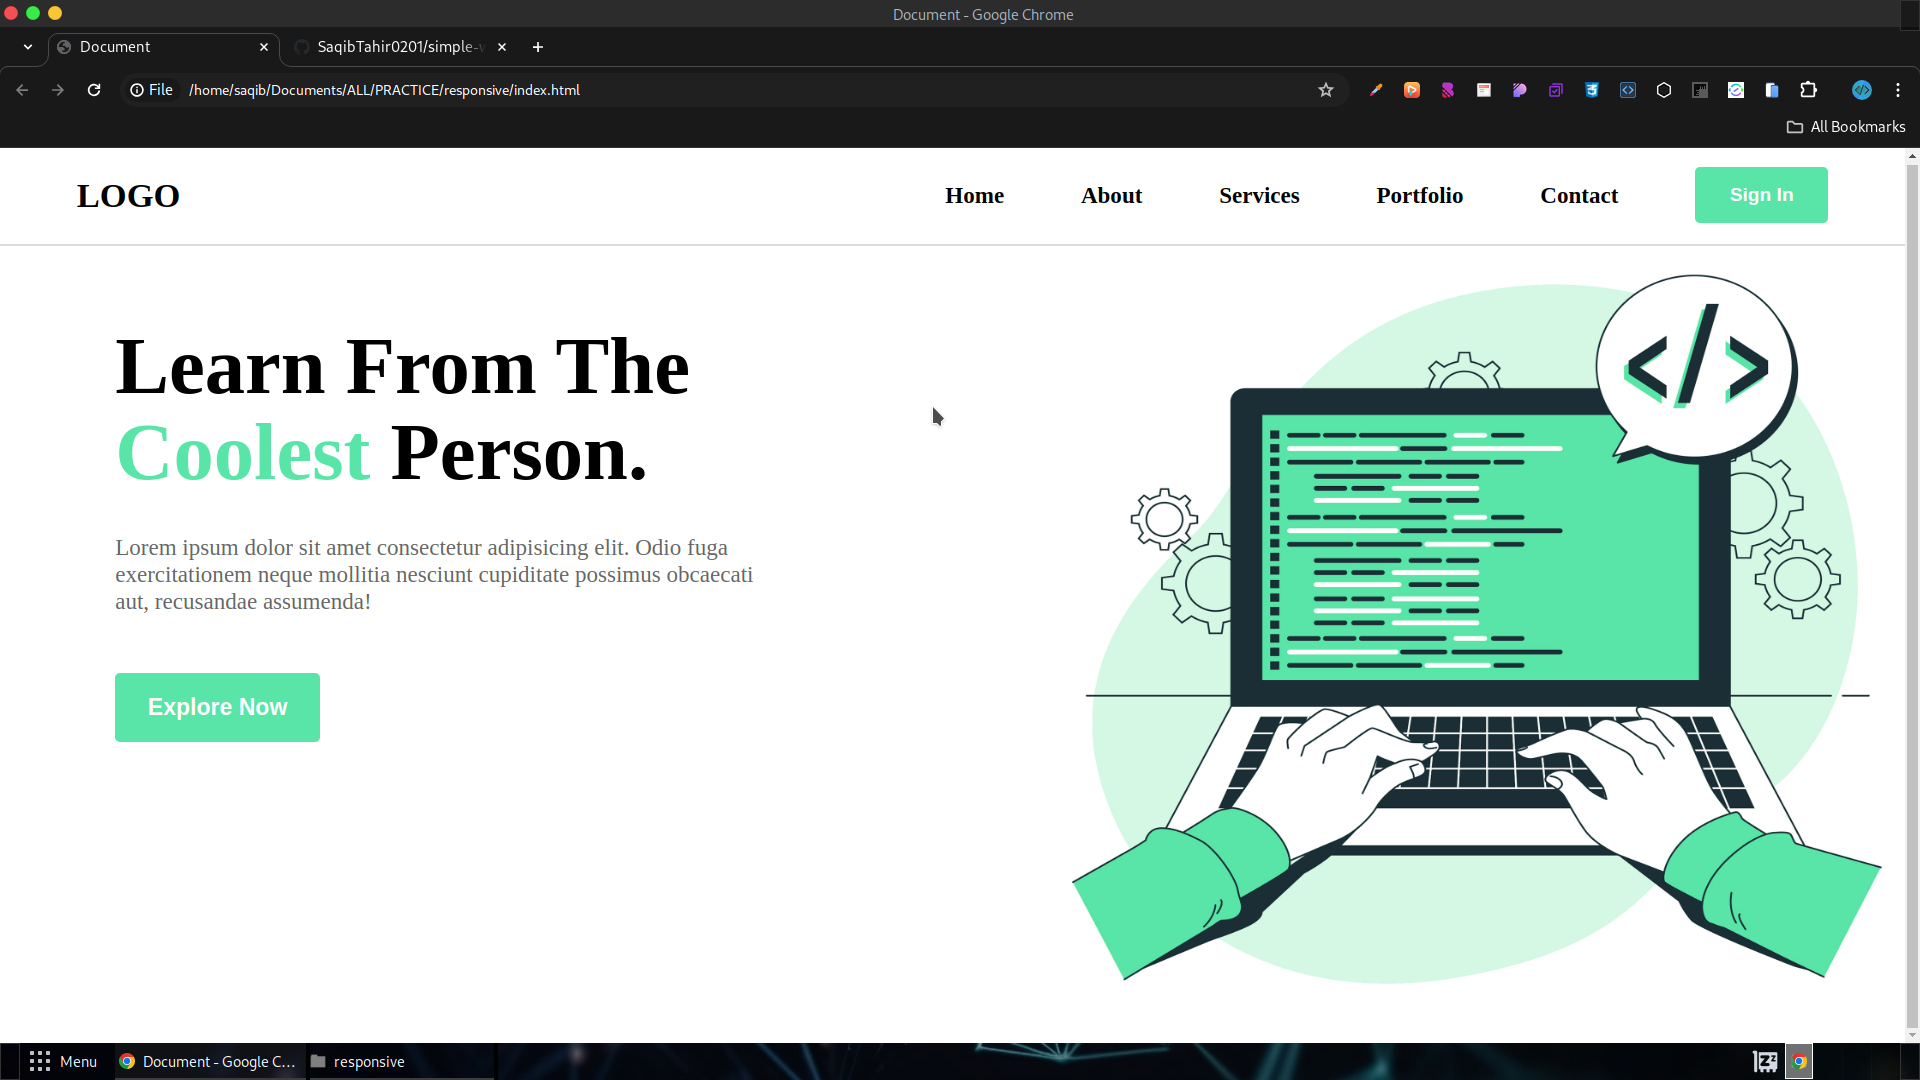 Document - Google Chrome
Document
SaqibTahir0201/simple-
File
/home/saqib/Documents/ALL/PRACTICE/responsive/index.html
All Bookmarks
LOGO
Home
About
Services
Portfolio
Contact
Sign In
</>
Learn From The
Coolest Person.
Lorem ipsum dolor sit amet consectetur adipisicing elit. Odio fuga
exercitationem neque mollitia nesciunt cupiditate possimus obcaecati
aut, recusandae assumenda!
Explore Now
Menu
Document - Google C...
responsive